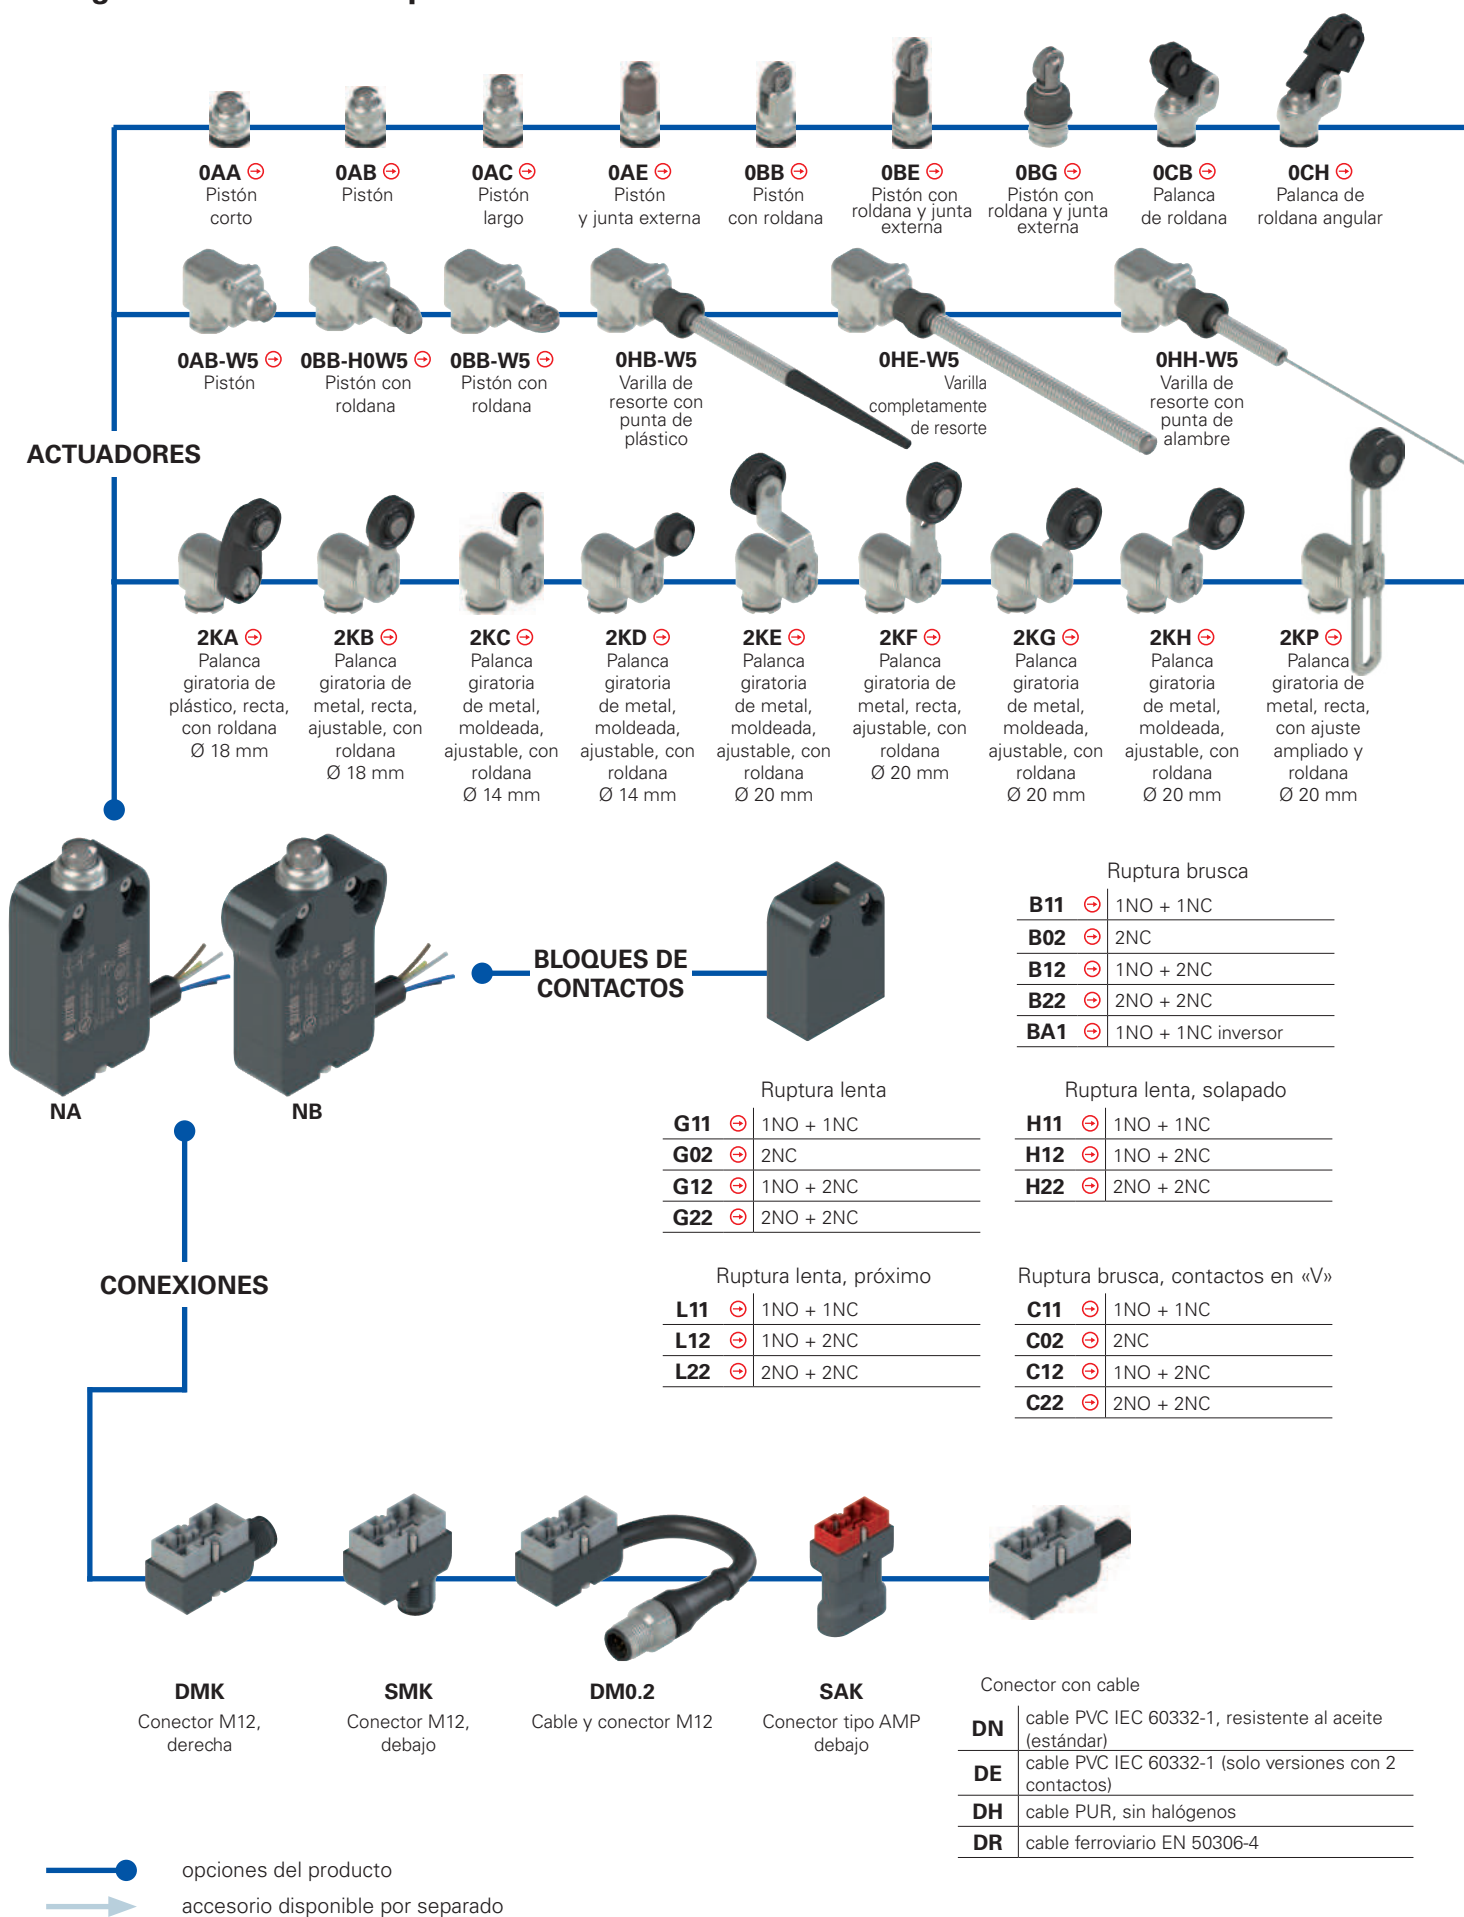 0AA
Pistón
corto
0AB
Pistón
0AC
Pistón
largo
0AE
Pistón
y junta externa
0BB
Pistón
con roldana
0BE
Pistón con
roldana y junta
externa
0BG
Pistón con
roldana y junta
externa
0CB
Palanca
de roldana
0CH
Palanca de
roldana angular
0AB-W5
Pistón
0BB-H0W5
Pistón con
roldana
0BB-W5
Pistón con
roldana
0HB-W5
Varilla de
resorte con
punta de
plástico
0HE-W5
Varilla
completamente
de resorte
0HH-W5
Varilla de
resorte con
punta de
alambre
ACTUADORES
2KA
Palanca
giratoria de
plástico, recta,
con roldana
Ø 18 mm
2KB
Palanca
giratoria de
metal, recta,
ajustable, con
roldana
Ø 18 mm
2KC
Palanca
giratoria
de metal,
moldeada,
ajustable, con
roldana
Ø 14 mm
2KD
Palanca
giratoria
de metal,
moldeada,
ajustable, con
roldana
Ø 14 mm
2KE
Palanca
giratoria
de metal,
moldeada,
ajustable, con
roldana
Ø 20 mm
2KF
Palanca
giratoria de
metal, recta,
ajustable, con
roldana
Ø 20 mm
2KG
Palanca
giratoria
de metal,
moldeada,
ajustable, con
roldana
Ø 20 mm
2KH
Palanca
giratoria
de metal,
moldeada,
ajustable, con
roldana
Ø 20 mm
2KP
Palanca
giratoria de
metal, recta,
con ajuste
ampliado y
roldana
Ø 20 mm
NA
NB
BLOQUES DE
CONTACTOS
Ruptura brusca
B11 1NO + 1NC
B02 2NC
B12 1NO + 2NC
B22 2NO + 2NC
BA1 1NO + 1NC inversor
Ruptura lenta
G11 1NO + 1NC
G02 2NC
G12 1NO + 2NC
G22 2NO + 2NC
Ruptura lenta, solapado
H11 1NO + 1NC
H12 1NO + 2NC
H22 2NO + 2NC
Ruptura lenta, próximo
L11 1NO + 1NC
L12 1NO + 2NC
L22 2NO + 2NC
Ruptura brusca, contactos en «V»
C11 1NO + 1NC
C02 2NC
C12 1NO + 2NC
C22 2NO + 2NC
CONEXIONES
DMK
Conector M12,
derecha
SMK
Conector M12,
debajo
DM0.2
Cable y conector M12
SAK
Conector tipo AMP
debajo
Conector con cable
DN cable PVC IEC 60332-1, resistente al aceite
(estándar)
DE cable PVC IEC 60332-1 (solo versiones con 2
contactos)
DH cable PUR, sin halógenos
DR cable ferroviario EN 50306-4
opciones del producto
accesorio disponible por separado